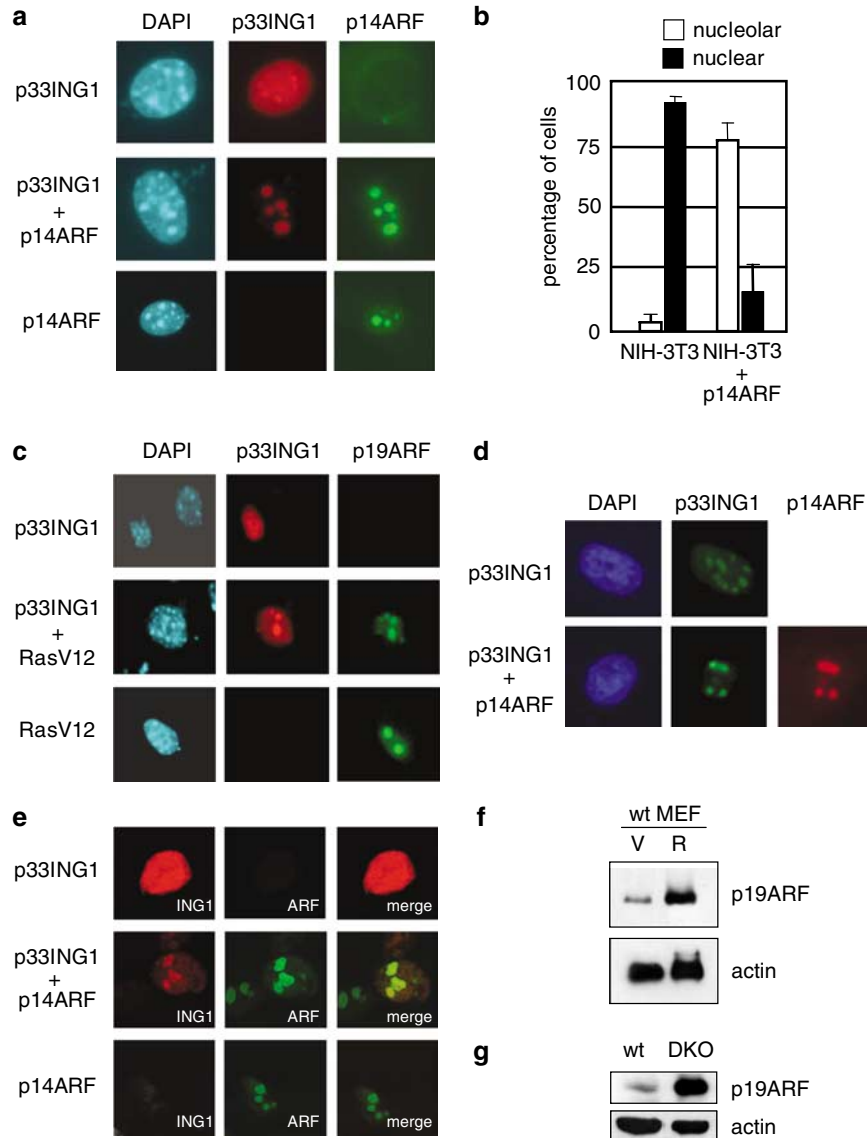 a
DAPI p33ING1 p14ARF
p33ING1
p33ING1
+
p14ARF
p14ARF
b
nucleolar
nuclear
percentage of cells
100
75
50
25
0
NIH-3T3 NIH-3T3
+
p14ARF
c
DAPI p33ING1 p19ARF
p33ING1
p33ING1
+
RasV12
RasV12
d
DAPI p33ING1 p14ARF
p33ING1
p33ING1
+
p14ARF
e
p33ING1
ING1 ARF merge
p33ING1
+
p14ARF
ING1 ARF merge
p14ARF
ING1 ARF merge
f
wt MEF
V R
p19ARF
actin
g
wt DKO
p19ARF
actin